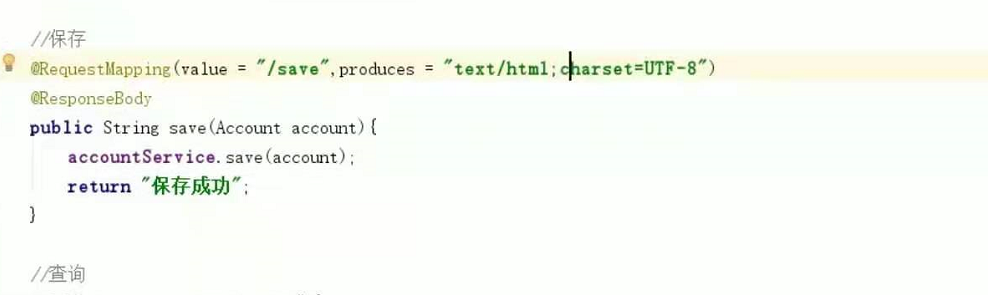 //保存
@RequestMapping(value = "/save",produces = "text/html;charset=UTF-8")
@ResponseBody
public String save(Account account){
accountService.save(account);
return "保存成功";
}
//查询